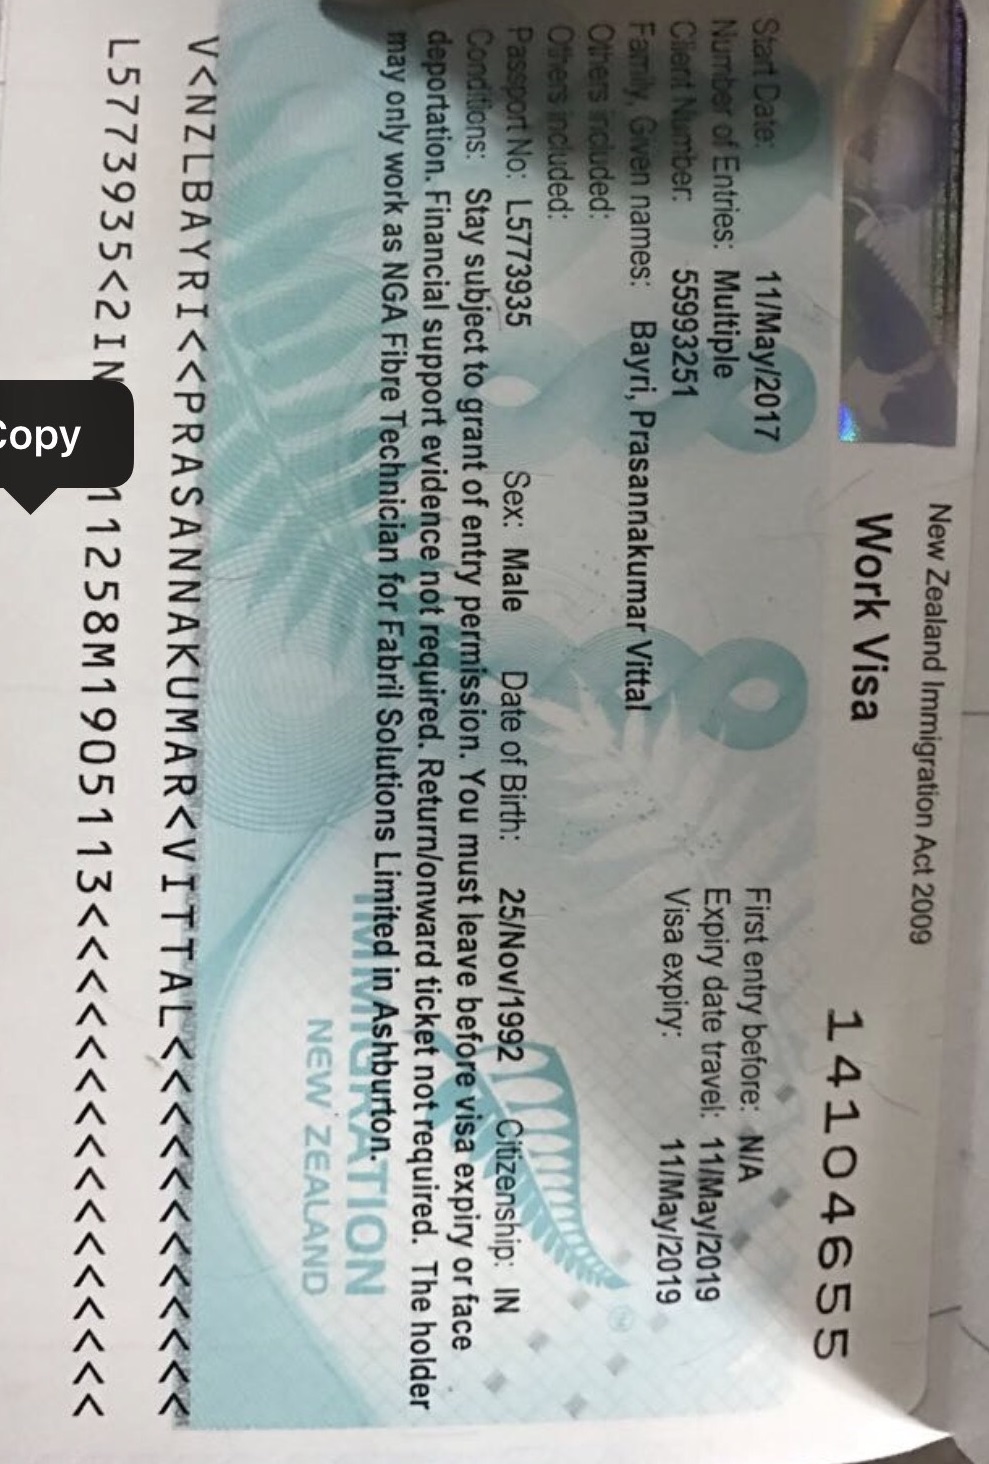 New Zealand Immigration Act 2009
Work Visa
14104655
Start Date: 11/May/2017 First entry before: N/A
Number of Entries: Multiple Expiry date travel: 11/May/2019
Client Number: 55993251 Visa expiry: 11/May/2019
Family, Given names: Bayri, Prasannakumar Vittal
Others included:
Others included:
Passport No: L5773935 Sex: Male Date of Birth: 25/Nov/1992 Citizenship: IN
Conditions: Stay subject to grant of entry permission. You must leave before visa expiry or face
deportation. Financial support evidence not required. Return/onward ticket not required. The holder
may only work as NGA Fibre Technician for Fabril Solutions Limited in Ashburton.
IMMIGRATION
NEW ZEALAND
V<NZLBAYRI<<PRASANNAKUMAR<VITTAL<<<<<<<<<<<<
L5773935<2IN 11258M1905113<<<<<<<<<<<<<<<<
Copy